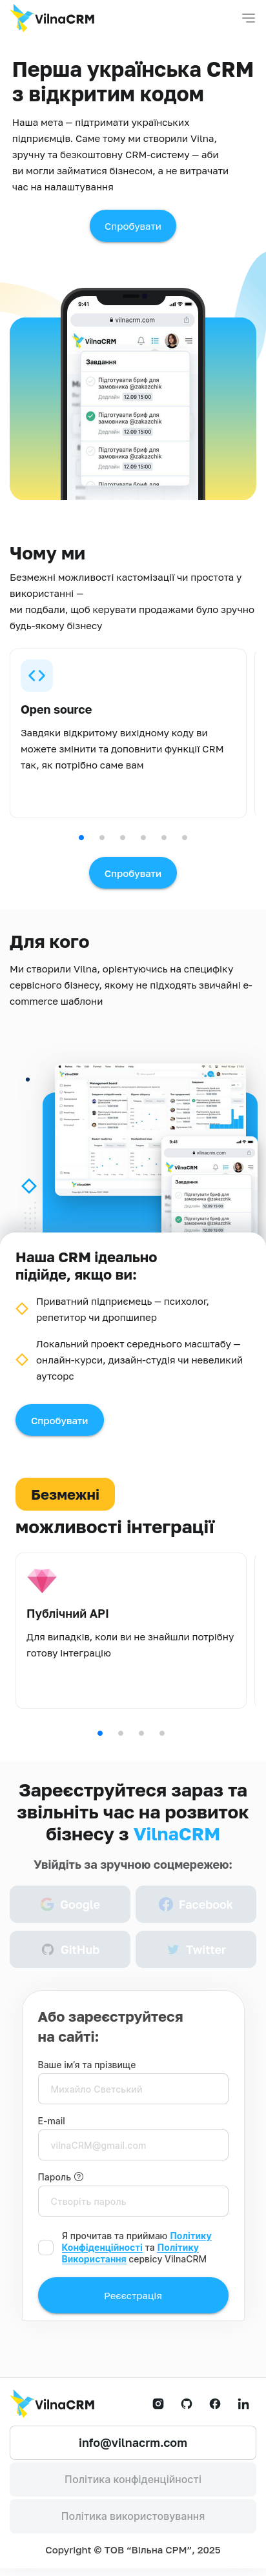 VilnaCRM
Перша українська CRM
з відкритим кодом
Наша мета — підтримати українських
підприємців. Саме тому ми створили Vilna,
зручну та безкоштовну CRM-систему — аби
ви могли займатися бізнесом, а не витрачати
час на налаштування
Спробувати
9:41
vilnacrm.com
VilnaCRM
Завдання
Підготувати бриф для
замовника @zakazchik
Дедлайн 12.09 15:00
Підготувати бриф для
замовника @zakazchik
Дедлайн 12.09 15:00
Підготувати бриф для
замовника @zakazchik
Дедлайн 12.09 15:00
Підготувати бриф для
Чому ми
Безмежні можливості кастомізації чи простота у
використанні —
ми подбали, щоб керувати продажами було зручно
будь-якому бізнесу
Open source
Завдяки відкритому вихідному коду ви
можете змінити та доповнити функції CRM
так, як потрібно саме вам
Спробувати
Для кого
Ми створили Vilna, орієнтуючись на специфіку
сервісного бізнесу, якому не підходять звичайні e-
commerce шаблони
VilnaCRM
9:41
vilnacrm.com
VilnaCRM
Завдання
Підготувати бриф для
замовника @zakazchik
Дедлайн 12.09 15:00
Підготувати бриф для
Наша CRM ідеально
підійде, якщо ви:
Приватний підприємець — психолог,
репетитор чи дропшипер
Локальний проект середнього масштабу —
онлайн-курси, дизайн-студія чи невеликий
аутсорс
Спробувати
Безмежні
можливості інтеграції
Публічний API
Для випадків, коли ви не знайшли потрібну
готову інтеграцію
Зареєструйтеся зараз та
звільніть час на розвиток
бізнесу з VilnaCRM
Увійдіть за зручною соцмережею:
Google
Facebook
GitHub
Twitter
Або зареєструйтеся
на сайті:
Ваше ім’я та прізвище
Михайло Светський
E-mail
vilnaCRM@gmail.com
Пароль
Створіть пароль
Я прочитав та приймаю Політику
Конфіденційності та Політику
Використання сервісу VilnaCRM
Реєєстрація
VilnaCRM
info@vilnacrm.com
Політика конфіденційності
Політика використовування
Copyright © ТОВ “Вільна СРМ”, 2025